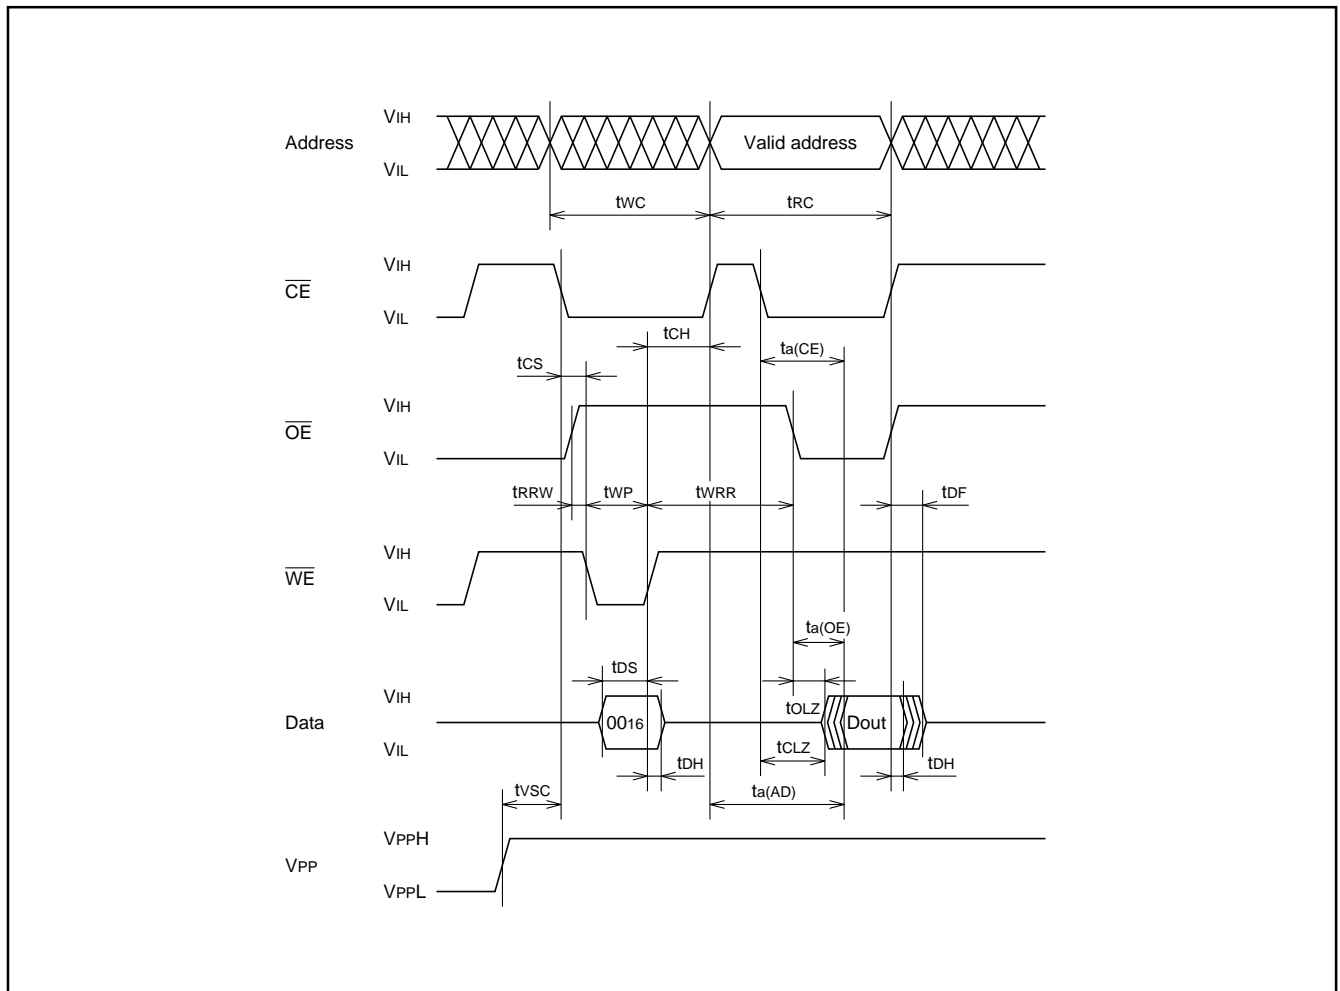 VIH
Address
Valid address
VIL
tWC
tRC
VIH
CE
VIL
tCH
ta(CE)
tCS
VIH
OE
VIL
tRRW
tWP
tWRR
tDF
VIH
WE
VIL
ta(OE)
tDS
VIH
tOLZ
Data
0016
Dout
VIL
tCLZ
tDH
tDH
tVSC
ta(AD)
VPPH
VPP
VPPL